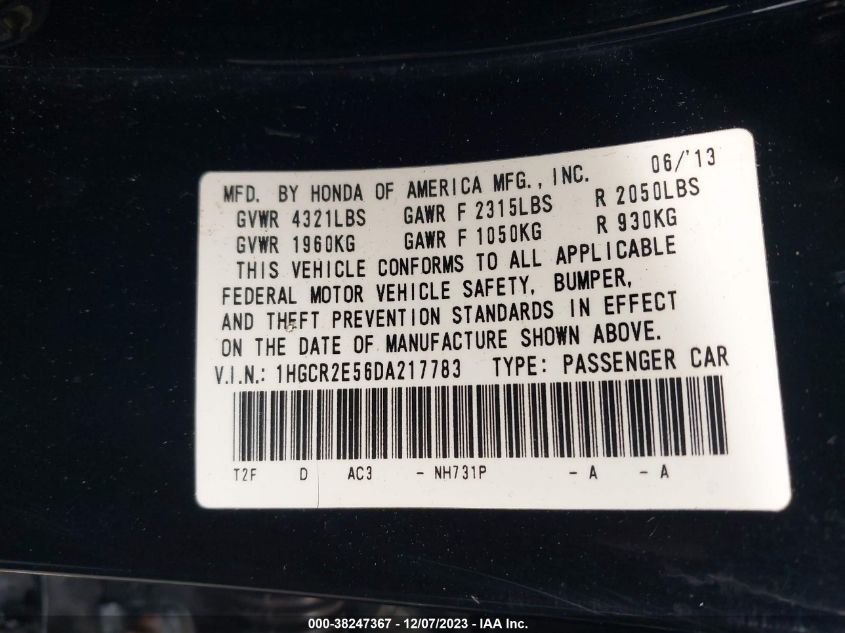 MFD. BY HONDA OF AMERICA MFG., INC. 06/'13
GVWR 4321LBS GAWR F 2315LBS R 2050LBS
GVWR 1960KG GAWR F 1050KG R 930KG
THIS VEHICLE CONFORMS TO ALL APPLICABLE
FEDERAL MOTOR VEHICLE SAFETY, BUMPER,
AND THEFT PREVENTION STANDARDS IN EFFECT
ON THE DATE OF MANUFACTURE SHOWN ABOVE.
V.I.N.: 1HGCR2E56DA217783 TYPE: PASSENGER CAR
T2F D AC3 - NH731P - A - A
000-38247367 - 12/07/2023 - IAA Inc.